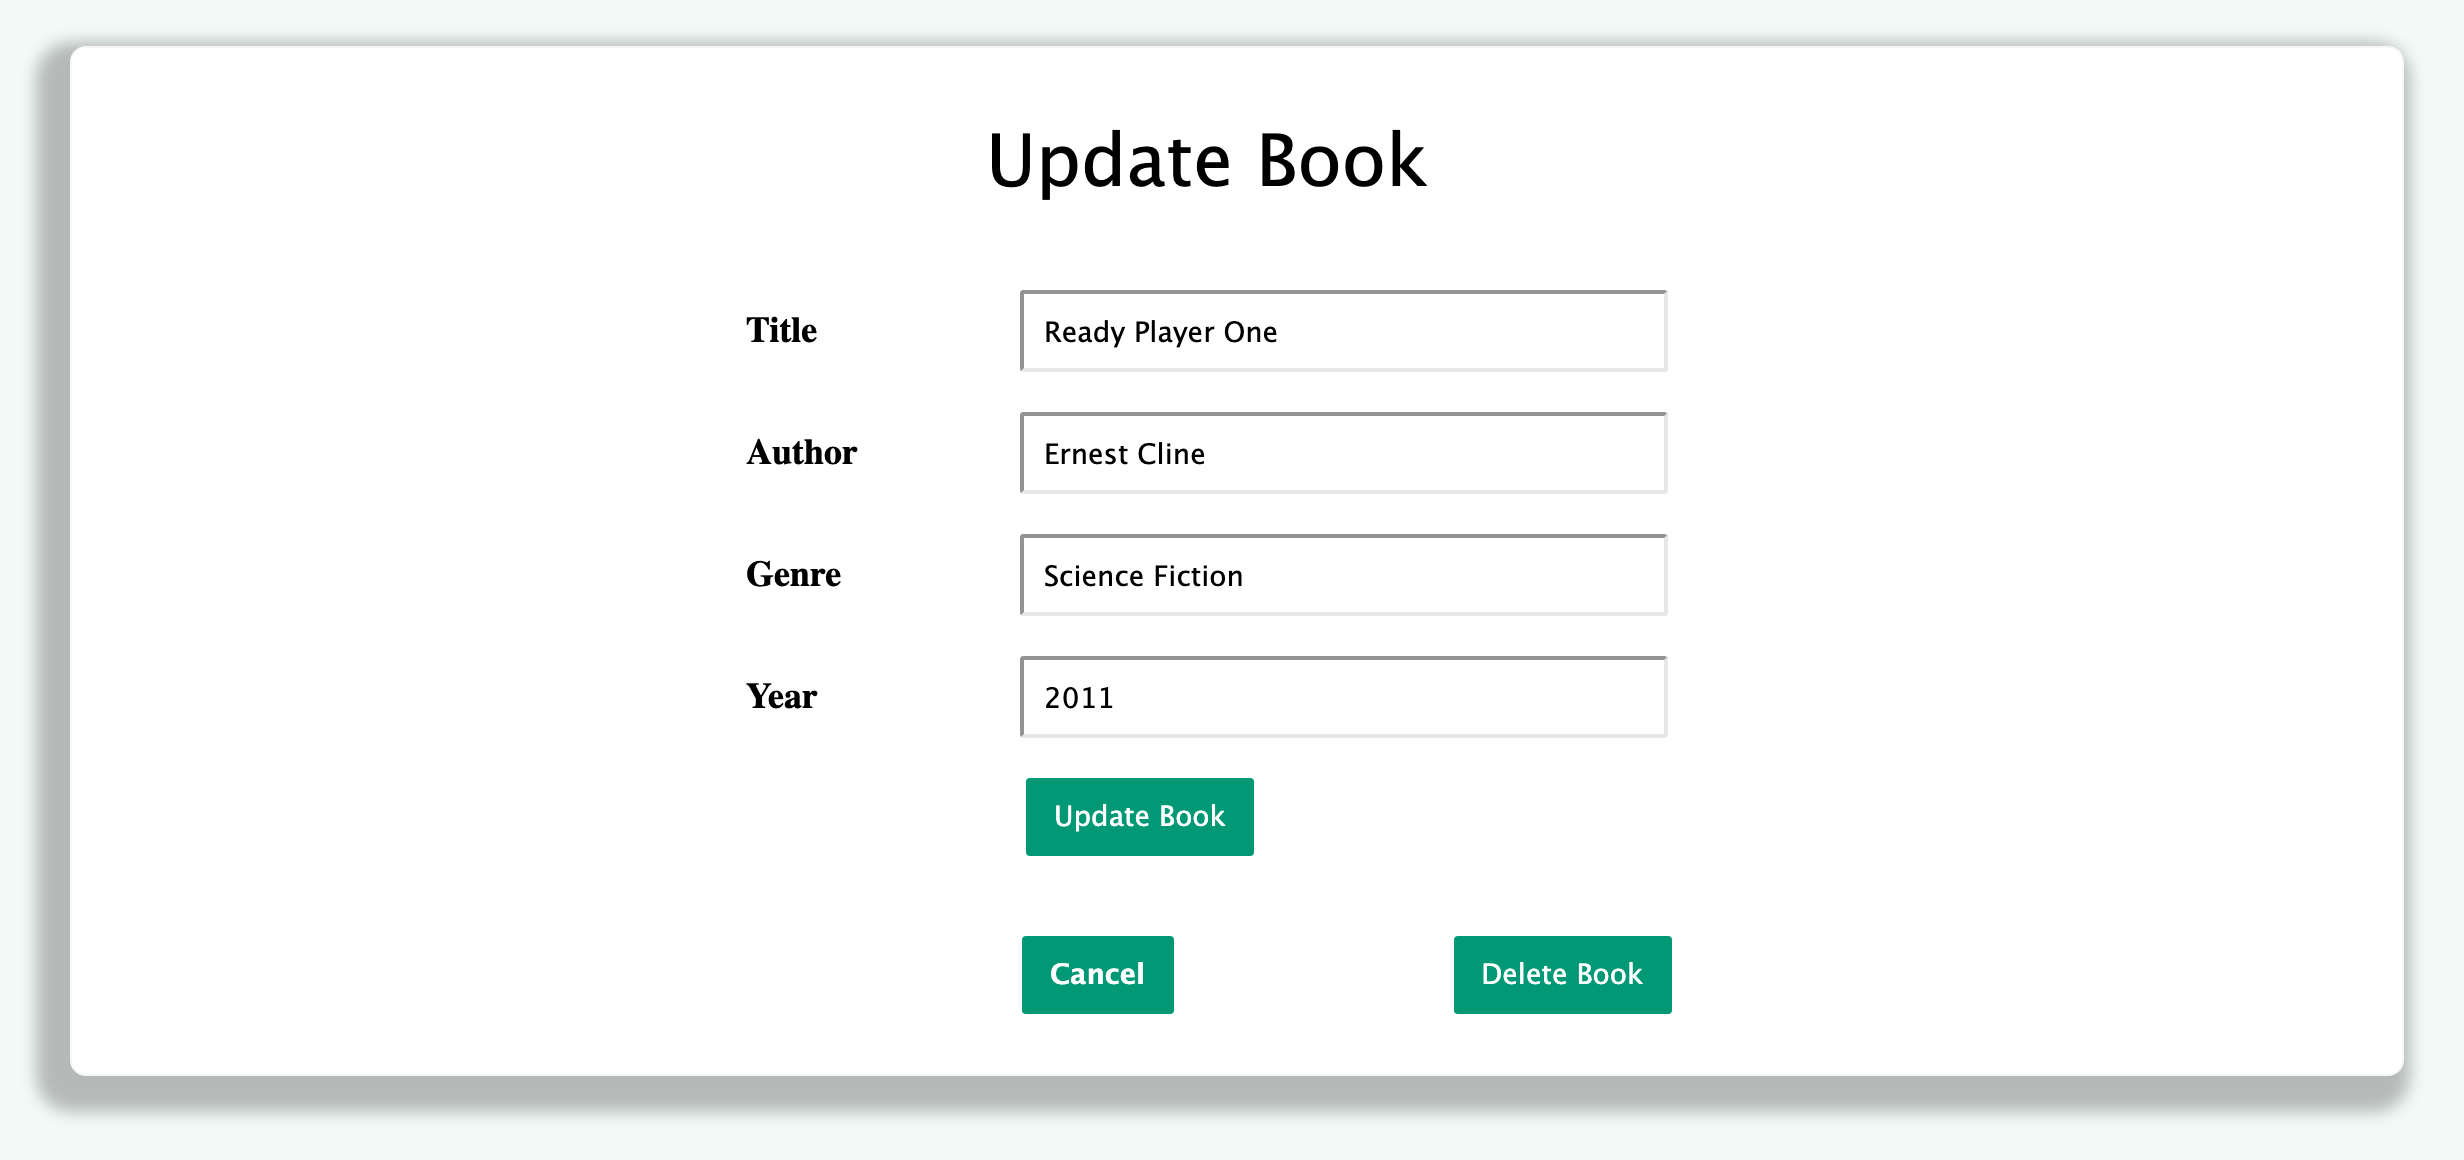 Update Book
Title Ready Player One
Author Ernest Cline
Genre Science Fiction
Year 2011
Update Book
Cancel Delete Book